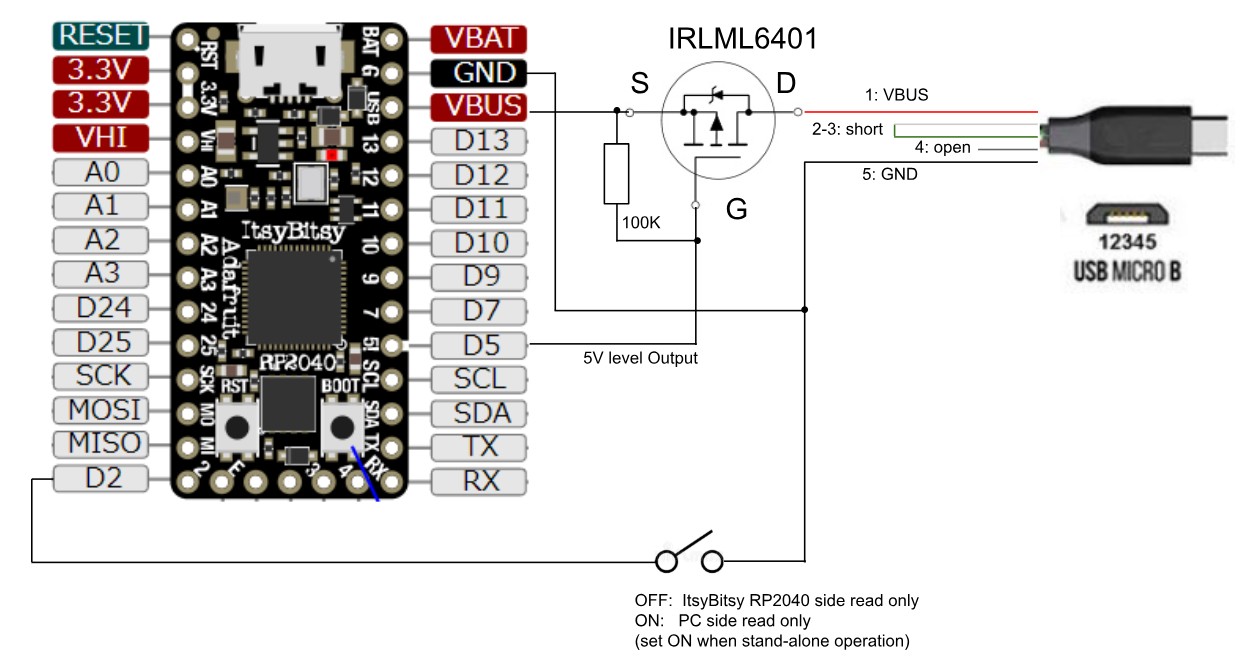 RESET
3.3V
3.3V
VHI
A0
A1
A2
A3
D24
D25
SCK
MOSI
MISO
D2
RST
3.3V
VHI
A0
A1
A2
A3
24
25
SCK
MO
MI
2
E
3
4
BAT
G
USB
13
12
11
10
9
7
5!
SCL
SDA
TX
RX
ItsyBitsy
Adafruit
RP2040
RST
BOOT
VBAT
GND
VBUS
D13
D12
D11
D10
D9
D7
D5
SCL
SDA
TX
RX
IRLML6401
S
D
G
100K
5V level Output
1: VBUS
2-3: short
4: open
5: GND
12345
USB MICRO B
OFF: ItsyBitsy RP2040 side read only
ON: PC side read only
(set ON when stand-alone operation)